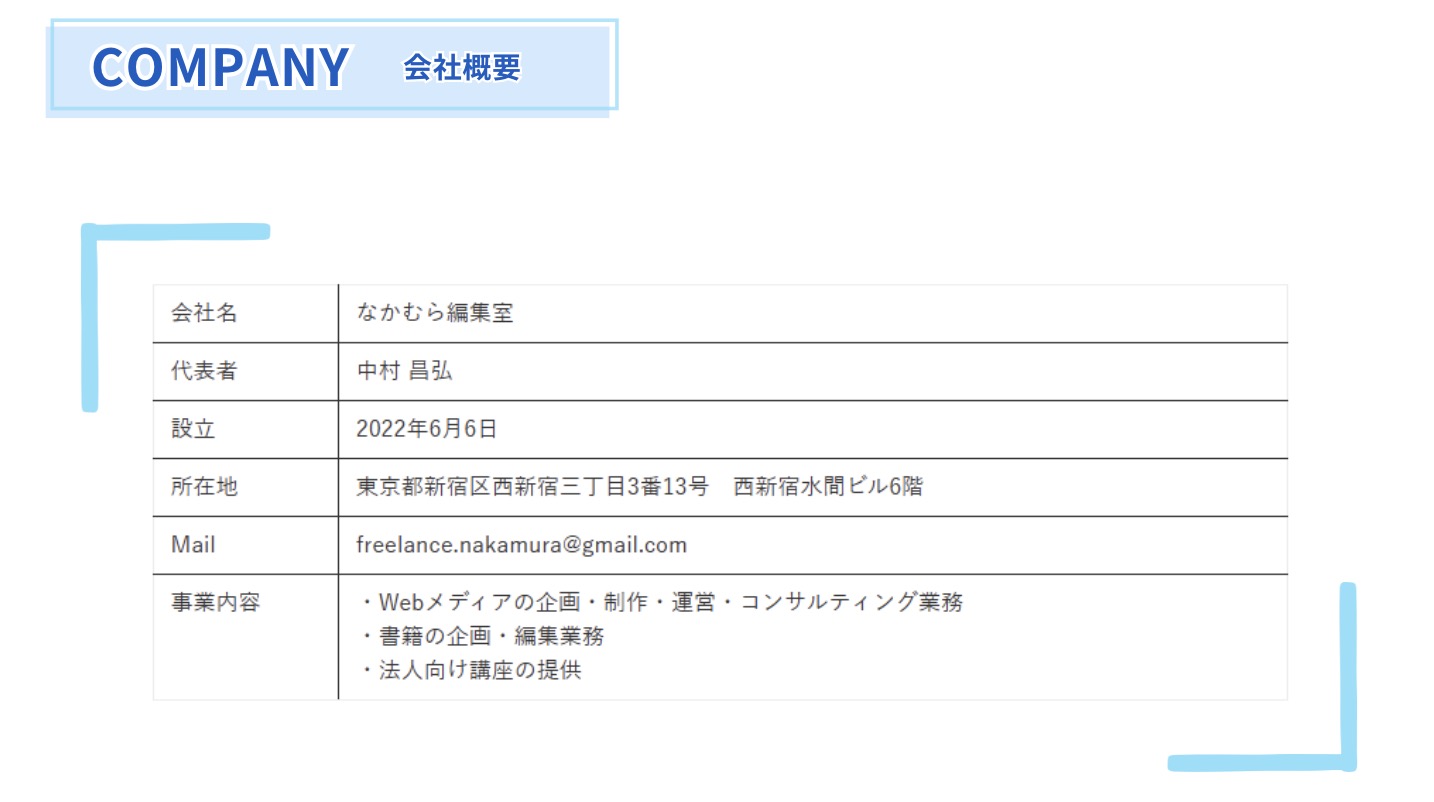 COMPANY 会社概要
会社名 なかむら編集室
代表者 中村 昌弘
設立 2022年6月6日
所在地 東京都新宿区西新宿三丁目3番13号　西新宿水間ビル6階
Mail freelance.nakamura@gmail.com
事業内容 ・Webメディアの企画・制作・運営・コンサルティング業務
・書籍の企画・編集業務
・法人向け講座の提供